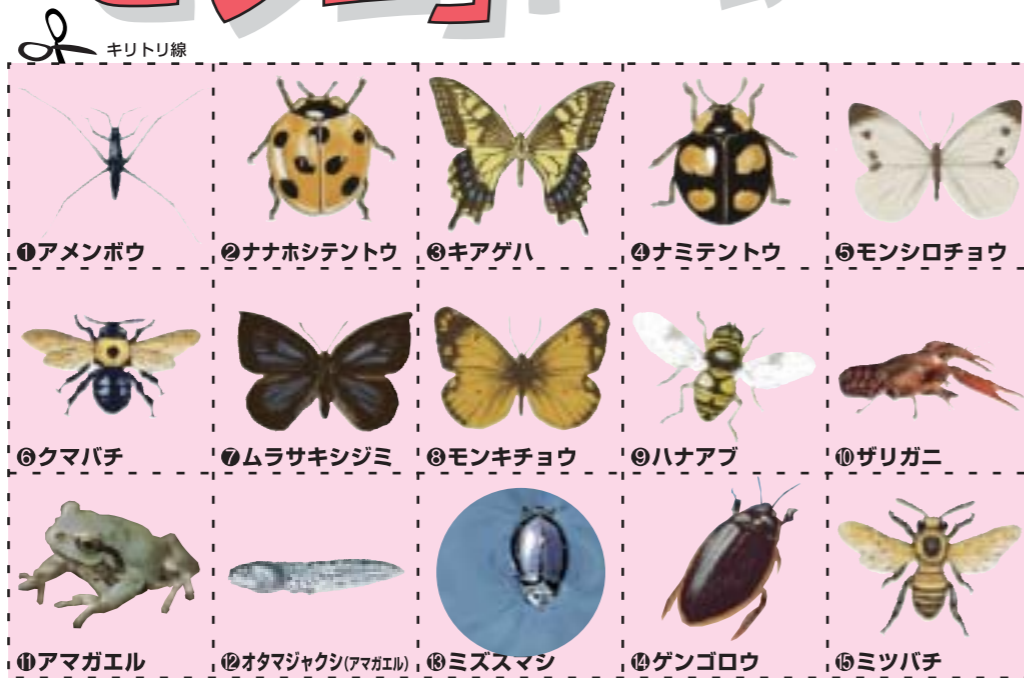 キリトリ線
❶アメンボウ
❷ナナホシテントウ
❸キアゲハ
❹ナミテントウ
❺モンシロチョウ
❻クマバチ
❼ムラサキシジミ
❽モンキチョウ
❾ハナアブ
❿ザリガニ
⓫アマガエル
⓬オタマジャクシ(アマガエル)
⓭ミズスマシ
⓮ゲンゴロウ
⓯ミツバチ